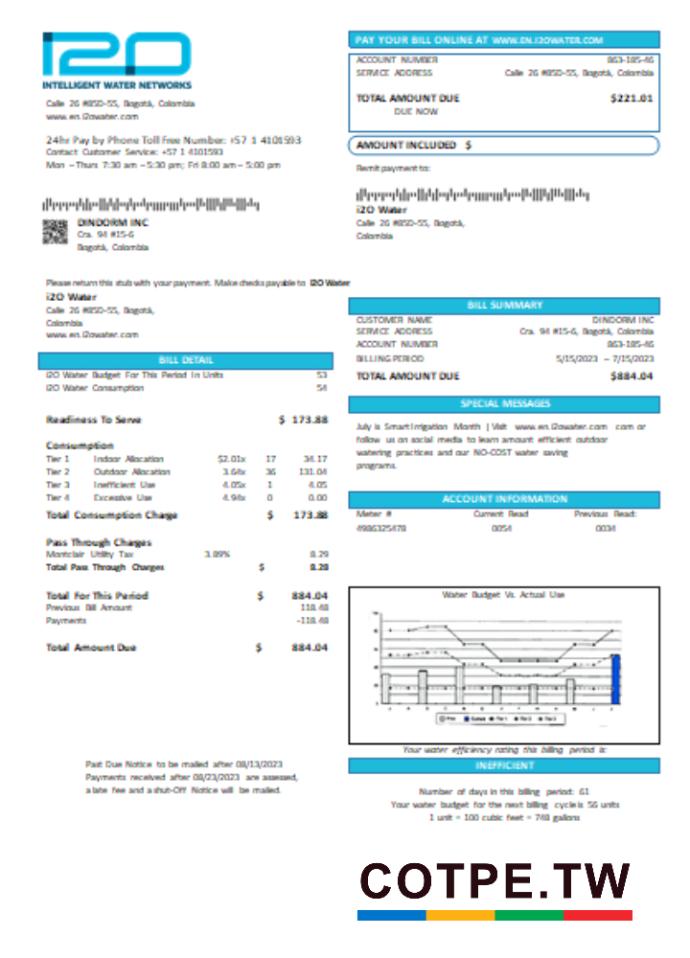 I2O
INTELLIGENT WATER NETWORKS
Calle 26 #85D-55, Bogotá, Colombia
www.en.i2owater.com
24hr Pay by Phone Toll Free Number: +57 1 4101593
Contact Customer Service: +57 1 4101593
Mon – Thurs 7:30 am – 5:30 pm; Fri 8:00 am – 5:00 pm
DINDORM INC
Cra. 94 #15-6
Bogotá, Colombia
PAY YOUR BILL ONLINE AT WWW.EN.I2OWATER.COM
ACCOUNT NUMBER 863-185-46
SERVICE ADDRESS Calle 26 #85D-55, Bogotá, Colombia
TOTAL AMOUNT DUE $221.01
DUE NOW
AMOUNT INCLUDED $
Remit payment to:
i2O Water
Calle 26 #85D-55, Bogotá,
Colombia
Please return this stub with your payment. Make checks payable to I2O Water
i2O Water
Calle 26 #85D-55, Bogotá,
Colombia
www.en.i2owater.com
BILL DETAIL
I2O Water Budget For This Period In Units 53
I2O Water Consumption 54
Readiness To Serve $ 173.88
Consumption
Tier 1 Indoor Allocation $2.01x 17 34.17
Tier 2 Outdoor Allocation 3.64x 36 131.04
Tier 3 Inefficient Use 4.05x 1 4.05
Tier 4 Excessive Use 4.94x 0 0.00
Total Consumption Charge $ 173.88
Pass Through Charges
Montclair Utility Tax 3.89% 8.29
Total Pass Through Charges $ 8.28
Total For This Period $ 884.04
Previous Bill Amount 118.48
Payments -118.48
Total Amount Due $ 884.04
Past Due Notice to be mailed after 08/13/2023
Payments received after 08/23/2023 are assessed,
a late fee and a shut-Off Notice will be mailed.
BILL SUMMARY
CUSTOMER NAME DINDORM INC
SERVICE ADDRESS Cra. 94 #15-6, Bogotá, Colombia
ACCOUNT NUMBER 863-185-46
BILLING PERIOD 5/15/2023 – 7/15/2023
TOTAL AMOUNT DUE $884.04
SPECIAL MESSAGES
July is Smart Irrigation Month | Visit www.en.i2owater.com com or
follow us on social media to learn amount efficient outdoor
watering practices and our NO-COST water saving
programs.
ACCOUNT INFORMATION
Meter # Current Read Previous Read:
4986325478 0054 0034
Water Budget Vs. Actual Use
Your water efficiency rating this billing period is:
INEFFICIENT
Number of days in this billing period: 61
Your water budget for the next billing cycle is 56 units
1 unit = 100 cubic feet = 748 gallons
COTPE.TW